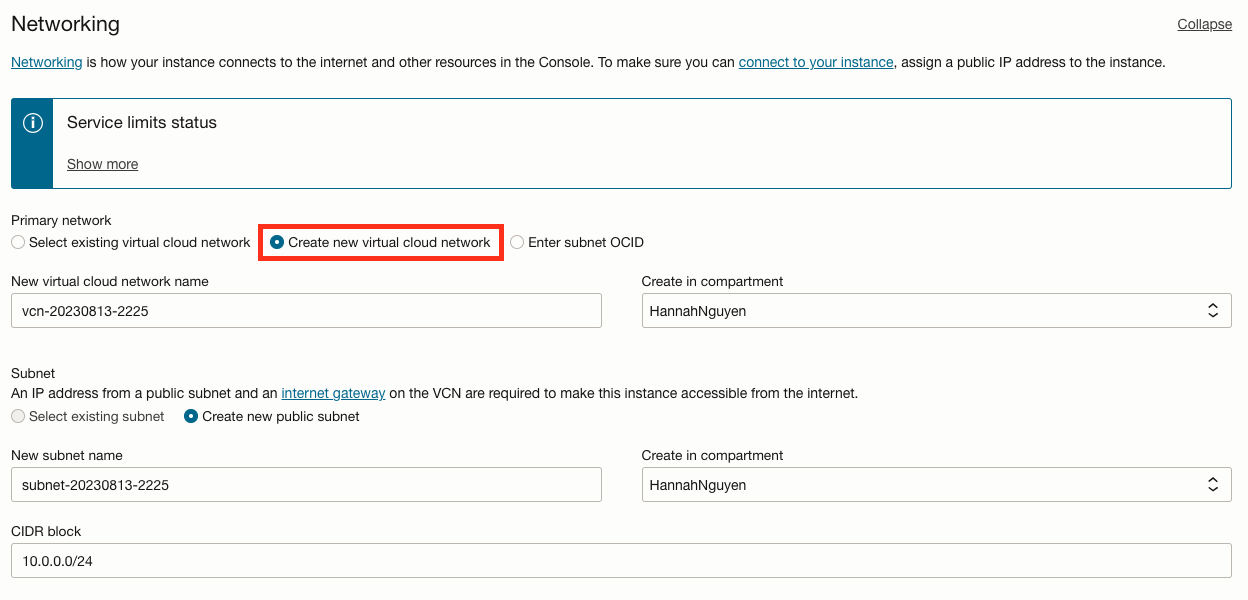 Networking
Collapse
Networking is how your instance connects to the internet and other resources in the Console. To make sure you can connect to your instance, assign a public IP address to the instance.
Service limits status
Show more
Primary network
Select existing virtual cloud network Create new virtual cloud network Enter subnet OCID
New virtual cloud network name
Create in compartment
vcn-20230813-2225
HannahNguyen
Subnet
An IP address from a public subnet and an internet gateway on the VCN are required to make this instance accessible from the internet.
Select existing subnet Create new public subnet
New subnet name
Create in compartment
subnet-20230813-2225
HannahNguyen
CIDR block
10.0.0.0/24